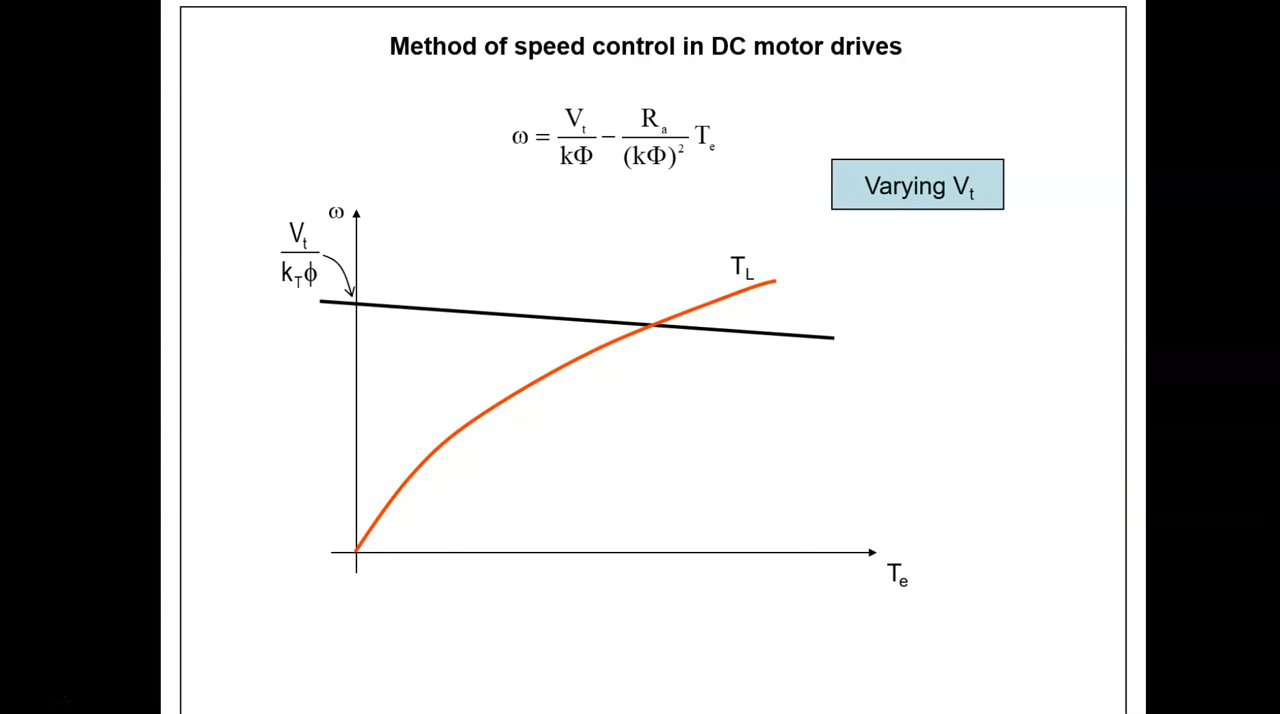 Method of speed control in DC motor drives
ω = V_t/kΦ − R_a/(kΦ)² T_e
Varying V_t
ω
V_t/k_Tϕ
T_L
T_e